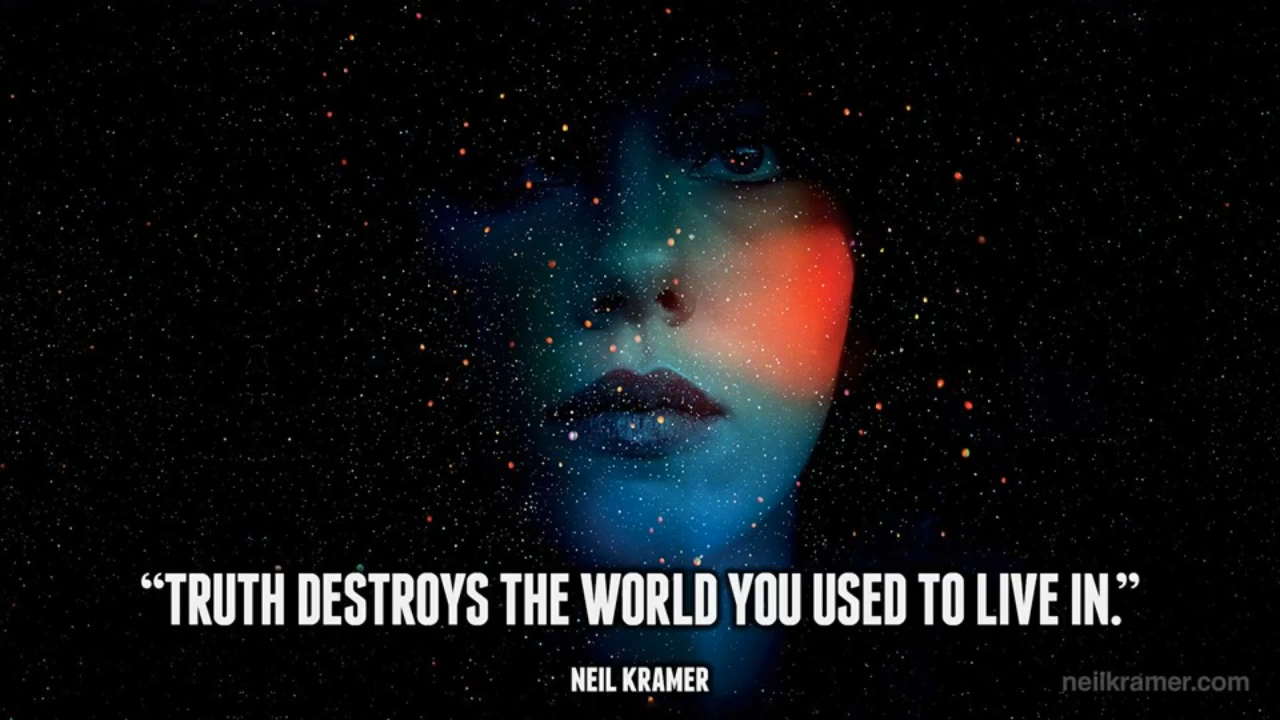 “TRUTH DESTROYS THE WORLD YOU USED TO LIVE IN.”
NEIL KRAMER
neilkramer.com